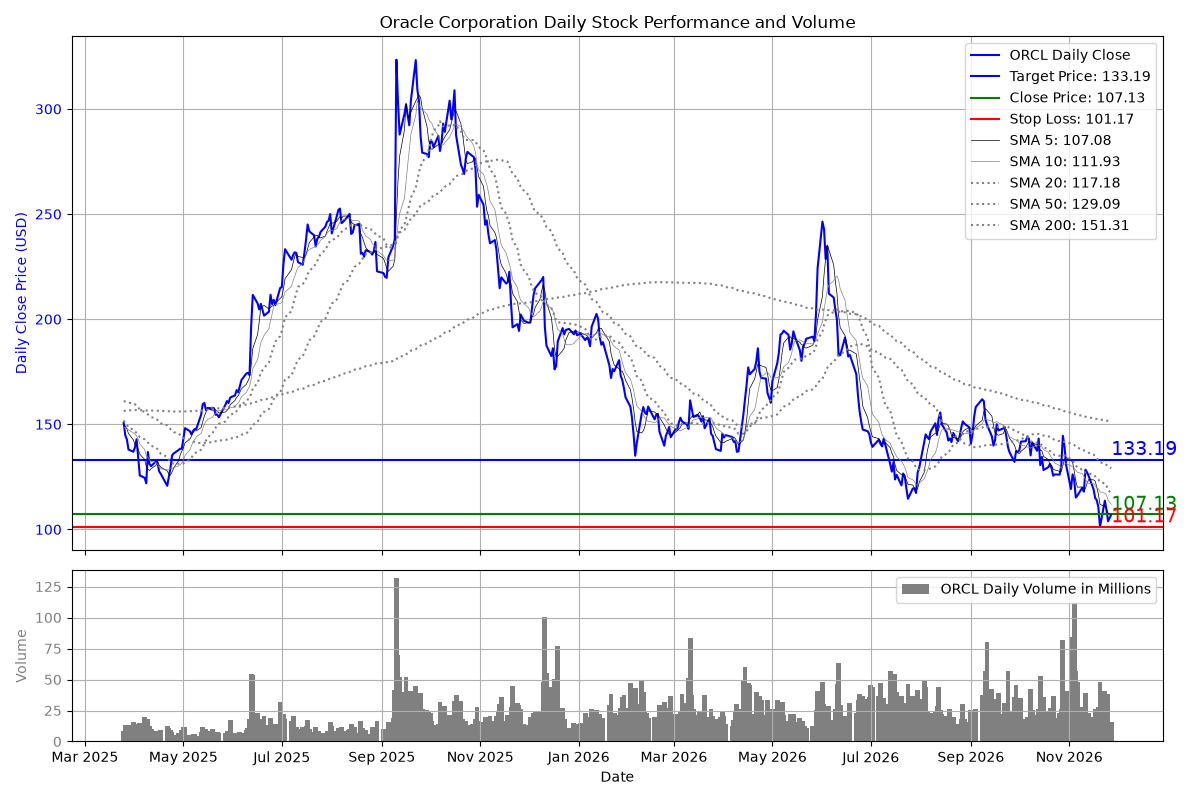 Oracle Corporation Daily Stock Performance and Volume
Daily Close Price (USD)
300
250
200
150
100
ORCL Daily Close
Target Price: 133.19
Close Price: 107.13
Stop Loss: 101.17
SMA 5: 107.08
SMA 10: 111.93
SMA 20: 117.18
SMA 50: 129.09
SMA 200: 151.31
133.19
107.13
101.17
Volume
125
100
75
50
25
0
ORCL Daily Volume in Millions
Mar 2025 May 2025 Jul 2025 Sep 2025 Nov 2025 Jan 2026 Mar 2026 May 2026 Jul 2026 Sep 2026 Nov 2026
Date